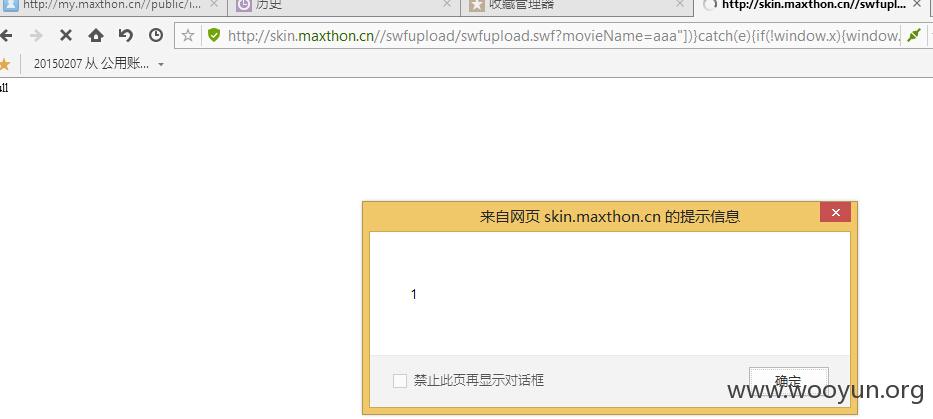 http://my.maxthon.cn//public/i...
历史
收藏管理器
http://skin.maxthon.cn//swfupl...
http://skin.maxthon.cn//swfupload/swfupload.swf?movieName=aaa"])}catch(e){if(!window.x){window.
20150207 从 公用账...
来自网页 skin.maxthon.cn 的提示信息
1
禁止此页再显示对话框
确定
www.wooyun.org